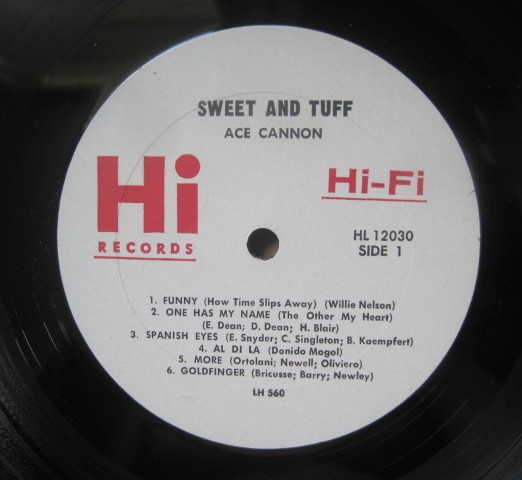 SWEET AND TUFF
ACE CANNON
Hi
RECORDS
Hi-Fi
HL 12030
SIDE 1
1. FUNNY (How Time Slips Away) (Willie Nelson)
2. ONE HAS MY NAME (The Other My Heart)
(E. Dean; D. Dean; H. Blair)
3. SPANISH EYES (E. Snyder; C. Singleton; B. Kaempfert)
4. AL DI LA (Donido Mogol)
5. MORE (Ortolani; Newell; Oliviero)
6. GOLDFINGER (Bricusse; Barry; Newley)
LH 560